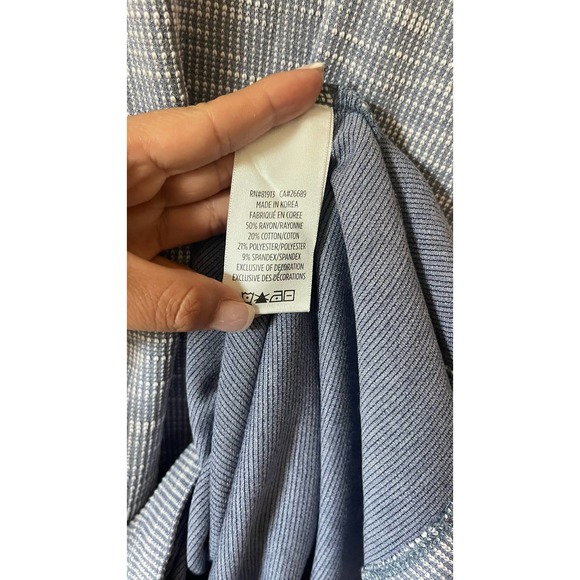 RN#81913 CA#26689
MADE IN KOREA
FABRIQUÉ EN CORÉE
50% RAYON/RAYONNE
20% COTTON/COTON
21% POLYESTER/POLYESTER
9% SPANDEX/SPANDEX
EXCLUSIVE OF DECORATION
EXCLUSIVE DES DÉCORATIONS